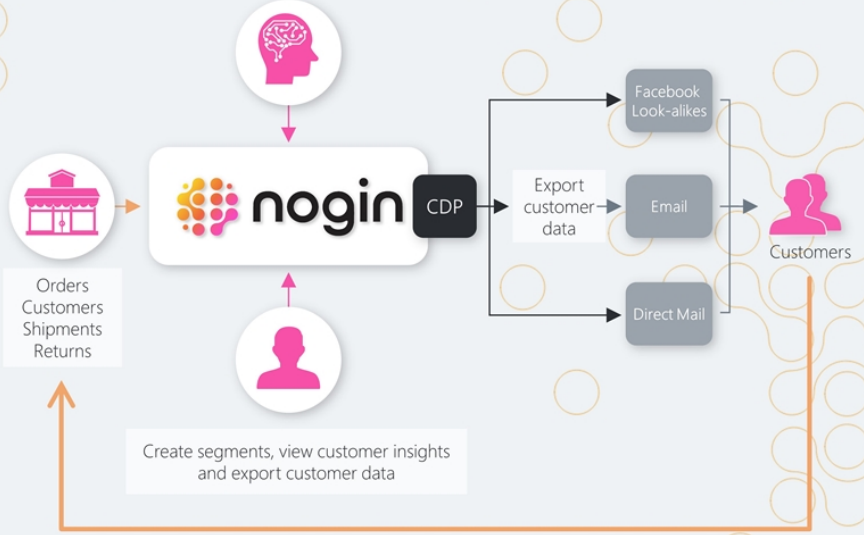 nogin
CDP
Orders
Customers
Shipments
Returns
Create segments, view customer insights
and export customer data
Export
customer
data
Facebook
Look-alikes
Email
Direct Mail
Customers